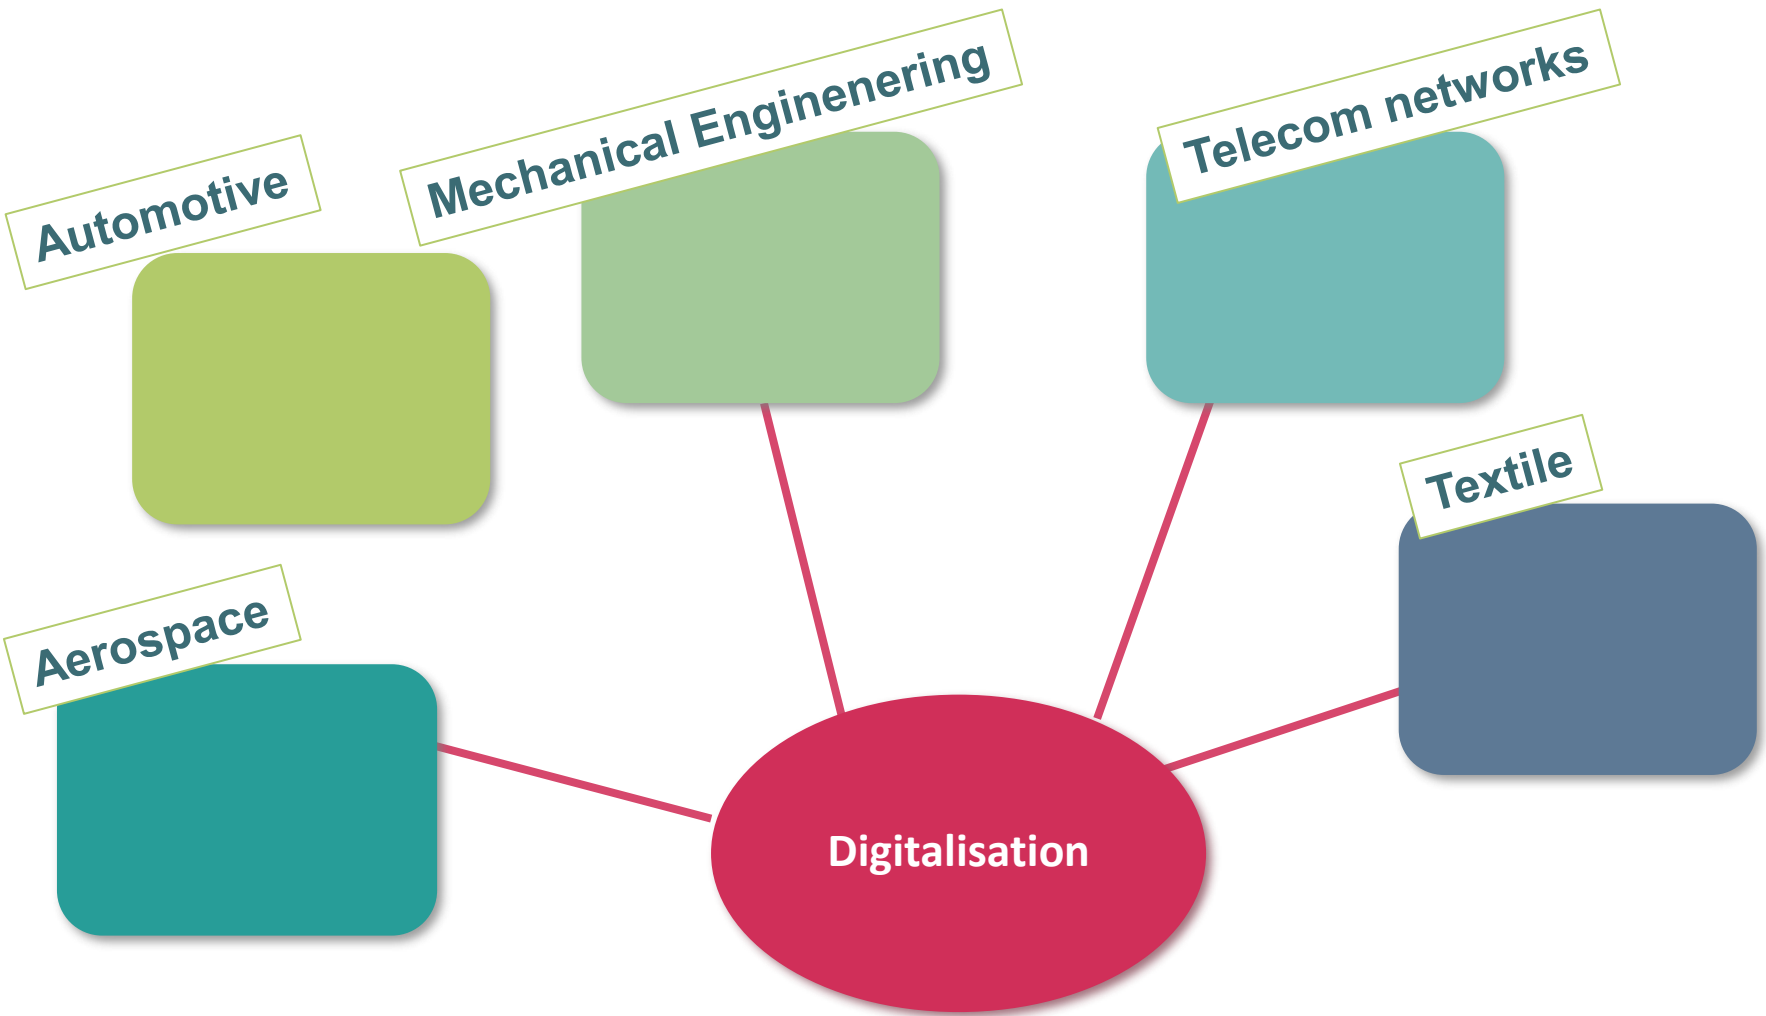 Automotive
Mechanical Enginenering
Telecom networks
Textile
Aerospace
Digitalisation